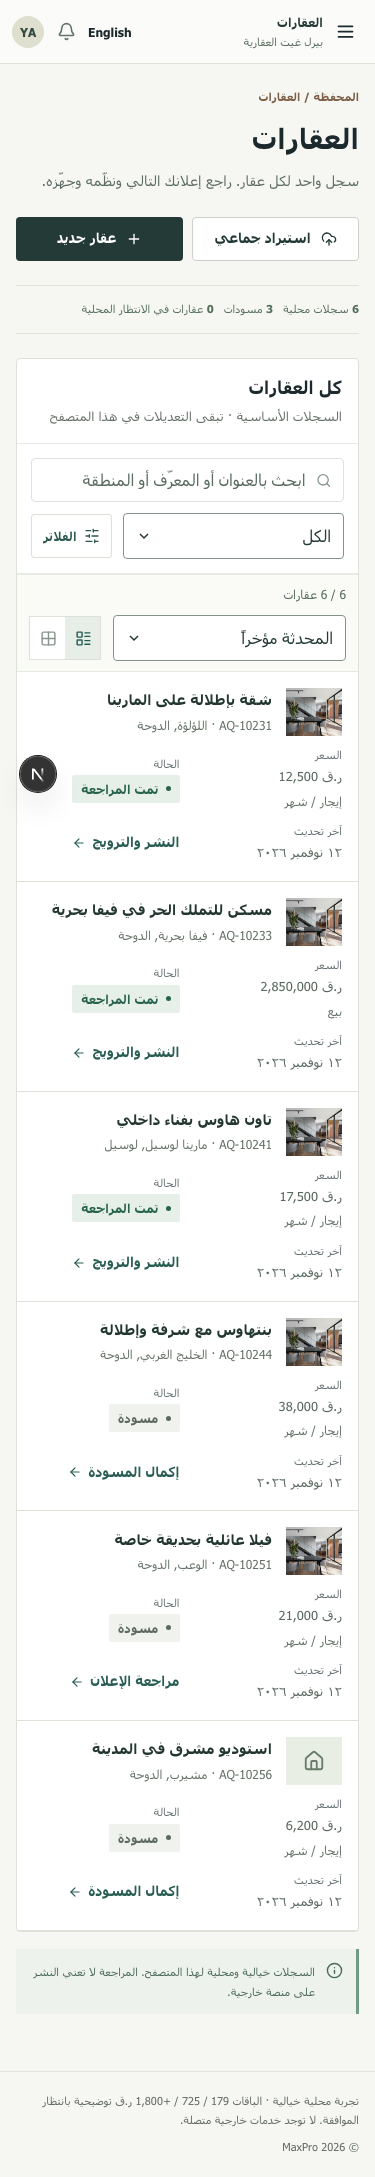 العقارات
بيرل غيت العقارية
English
YA
المحفظة / العقارات
العقارات
سجل واحد لكل عقار. راجع إعلانك التالي ونظّمه وجهّزه.
استيراد جماعي
عقار جديد
6 سجلات محلية 3 مسودات 0 عقارات في الانتظار المحلية
كل العقارات
السجلات الأساسية · تبقى التعديلات في هذا المتصفح
ابحث بالعنوان أو المعرّف أو المنطقة
الكل
الفلاتر
6 / 6 عقارات
المحدثة مؤخراً
شقة بإطلالة على المارينا
AQ-10231 · اللؤلؤة, الدوحة
السعر
ر.ق 12,500
إيجار / شهر
الحالة
تمت المراجعة
آخر تحديث
١٢ نوفمبر ٢٠٢٦
النشر والترويج
N
مسكن للتملك الحر في فيفا بحرية
AQ-10233 · فيفا بحرية, الدوحة
السعر
ر.ق 2,850,000
بيع
الحالة
تمت المراجعة
آخر تحديث
١٢ نوفمبر ٢٠٢٦
النشر والترويج
تاون هاوس بفناء داخلي
AQ-10241 · مارينا لوسيل, لوسيل
السعر
ر.ق 17,500
إيجار / شهر
الحالة
تمت المراجعة
آخر تحديث
١٢ نوفمبر ٢٠٢٦
النشر والترويج
بنتهاوس مع شرفة وإطلالة
AQ-10244 · الخليج الغربي, الدوحة
السعر
ر.ق 38,000
إيجار / شهر
الحالة
مسودة
آخر تحديث
١٢ نوفمبر ٢٠٢٦
إكمال المسودة
فيلا عائلية بحديقة خاصة
AQ-10251 · الوعب, الدوحة
السعر
ر.ق 21,000
إيجار / شهر
الحالة
مسودة
آخر تحديث
١٢ نوفمبر ٢٠٢٦
مراجعة الإعلان
استوديو مشرق في المدينة
AQ-10256 · مشيرب, الدوحة
السعر
ر.ق 6,200
إيجار / شهر
الحالة
مسودة
آخر تحديث
١٢ نوفمبر ٢٠٢٦
إكمال المسودة
السجلات خيالية ومحلية لهذا المتصفح. المراجعة لا تعني النشر
على منصة خارجية.
تجربة محلية خيالية · الباقات 179 / 725 / +1,800 ر.ق توضيحية بانتظار
الموافقة. لا توجد خدمات خارجية متصلة.
© 2026 MaxPro